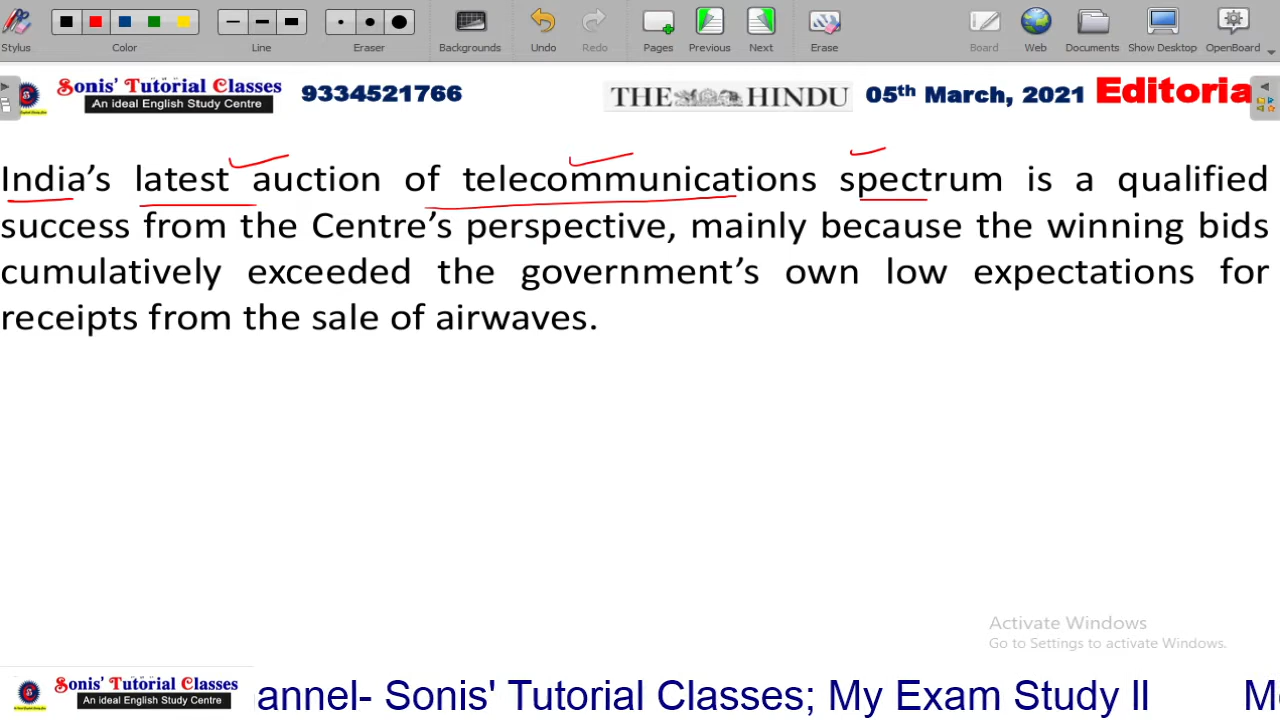 Stylus Color Line Eraser Backgrounds Undo Redo Pages Previous Next Erase Board Web Documents Show Desktop OpenBoard
Sonis' Tutorial Classes
An ideal English Study Centre
9334521766
THE HINDU
05th March, 2021
Editoria
India's latest auction of telecommunications spectrum is a qualified
success from the Centre's perspective, mainly because the winning bids
cumulatively exceeded the government's own low expectations for
receipts from the sale of airwaves.
Activate Windows
Go to Settings to activate Windows.
Sonis' Tutorial Classes
An ideal English Study Centre
annel- Sonis' Tutorial Classes; My Exam Study II M